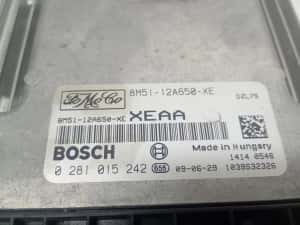 FoMoCo
8M51-12A650-XE
8M51-12A650-XE XEAA
BOSCH
Made in Hungary
1414 0546
0 281 015 242 656 09-06-29 1039S32326